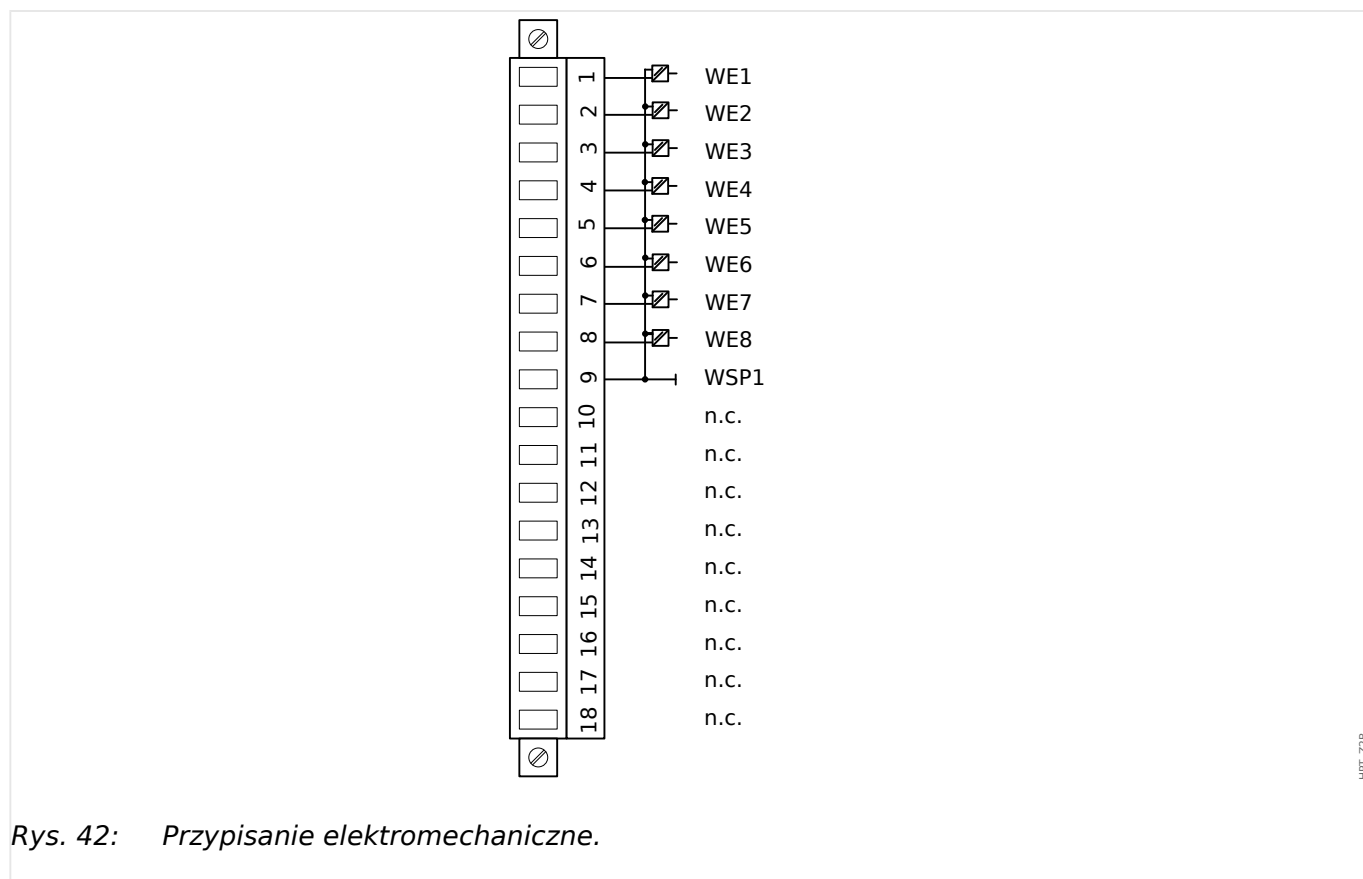 1 WE1
2 WE2
3 WE3
4 WE4
5 WE5
6 WE6
7 WE7
8 WE8
9 WSP1
10 n.c.
11 n.c.
12 n.c.
13 n.c.
14 n.c.
15 n.c.
16 n.c.
17 n.c.
18 n.c.
Rys. 42: Przypisanie elektromechaniczne.